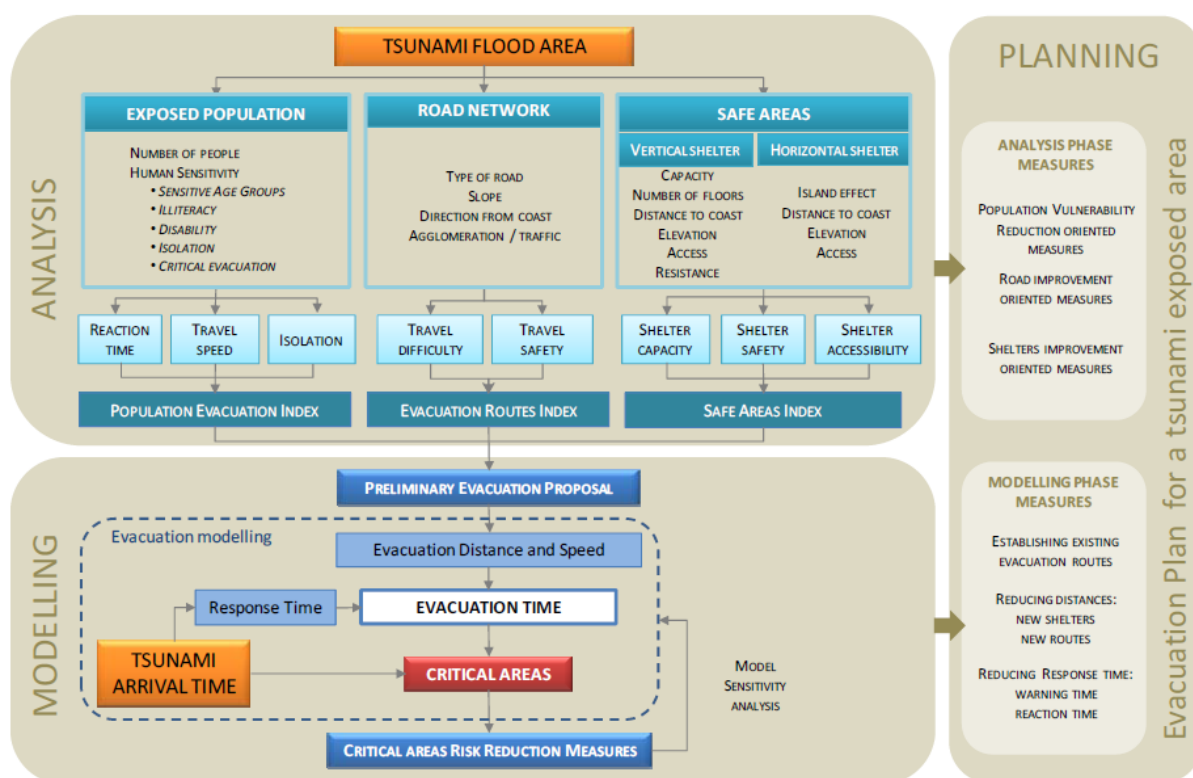 TSUNAMI FLOOD AREA
ANALYSIS
EXPOSED POPULATION
NUMBER OF PEOPLE
HUMAN SENSITIVITY
• SENSITIVE AGE GROUPS
• ILLITERACY
• DISABILITY
• ISOLATION
• CRITICAL EVACUATION
ROAD NETWORK
TYPE OF ROAD
SLOPE
DIRECTION FROM COAST
AGGLOMERATION / TRAFFIC
SAFE AREAS
VERTICAL SHELTER
CAPACITY
NUMBER OF FLOORS
DISTANCE TO COAST
ELEVATION
ACCESS
RESISTANCE
HORIZONTAL SHELTER
ISLAND EFFECT
DISTANCE TO COAST
ELEVATION
ACCESS
REACTION
TIME
TRAVEL
SPEED
ISOLATION
TRAVEL
DIFFICULTY
TRAVEL
SAFETY
SHELTER
CAPACITY
SHELTER
SAFETY
SHELTER
ACCESSIBILITY
POPULATION EVACUATION INDEX
EVACUATION ROUTES INDEX
SAFE AREAS INDEX
MODELLING
PRELIMINARY EVACUATION PROPOSAL
Evacuation modelling
Evacuation Distance and Speed
Response Time
EVACUATION TIME
TSUNAMI
ARRIVAL TIME
CRITICAL AREAS
MODEL
SENSITIVITY
ANALYSIS
CRITICAL AREAS RISK REDUCTION MEASURES
PLANNING
ANALYSIS PHASE
MEASURES
POPULATION VULNERABILITY
REDUCTION ORIENTED
MEASURES
ROAD IMPROVEMENT
ORIENTED MEASURES
SHELTERS IMPROVEMENT
ORIENTED MEASURES
MODELLING PHASE
MEASURES
ESTABLISHING EXISTING
EVACUATION ROUTES
REDUCING DISTANCES:
NEW SHELTERS
NEW ROUTES
REDUCING RESPONSE TIME:
WARNING TIME
REACTION TIME
Evacuation Plan for a tsunami exposed area